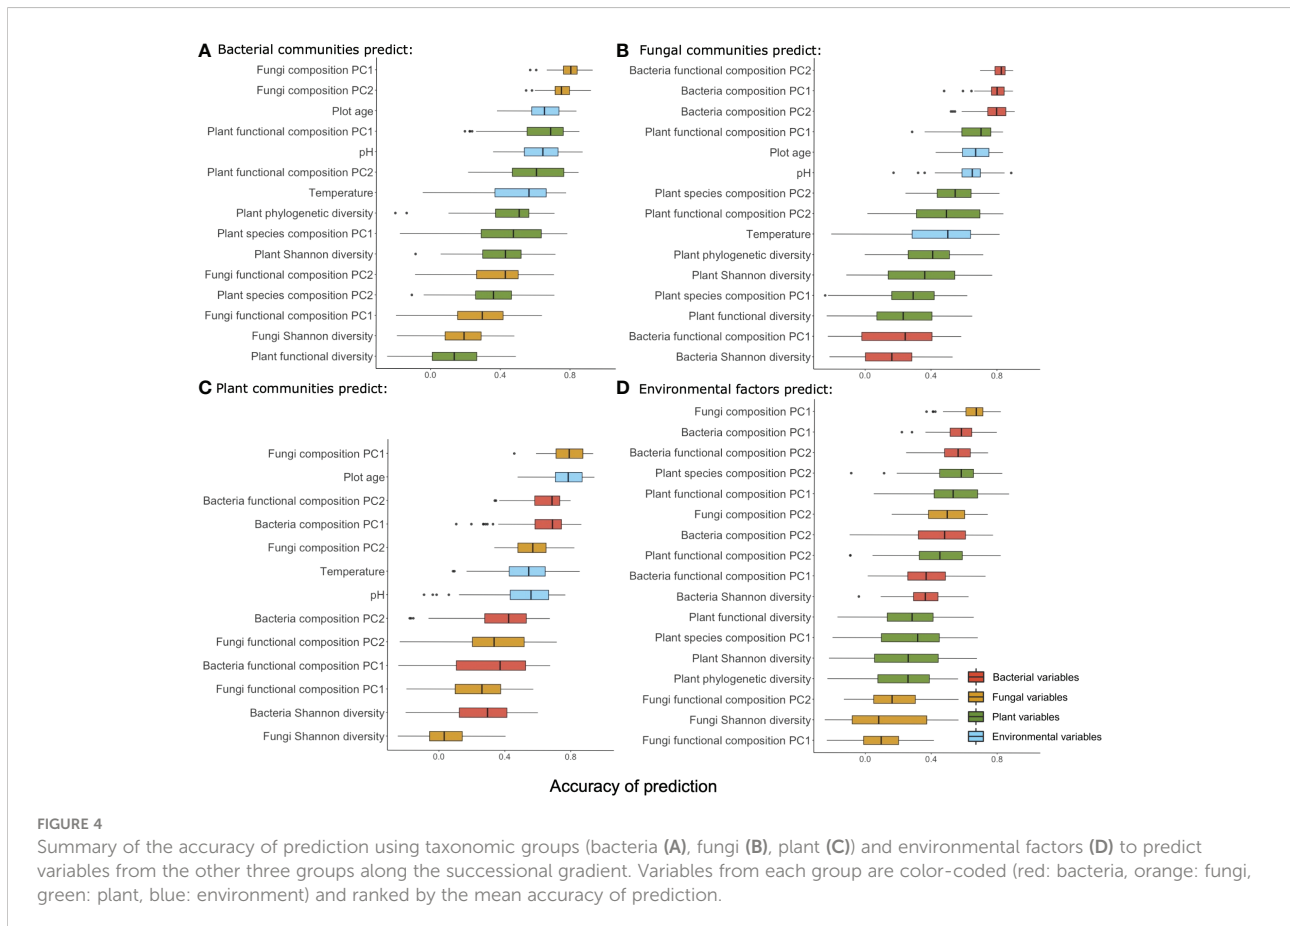 A Bacterial communities predict:
Fungi composition PC1
Fungi composition PC2
Plot age
Plant functional composition PC1
pH
Plant functional composition PC2
Temperature
Plant phylogenetic diversity
Plant species composition PC1
Plant Shannon diversity
Fungi functional composition PC2
Plant species composition PC2
Fungi functional composition PC1
Fungi Shannon diversity
Plant functional diversity
0.0 0.4 0.8
B Fungal communities predict:
Bacteria functional composition PC2
Bacteria composition PC1
Bacteria composition PC2
Plant functional composition PC1
Plot age
pH
Plant species composition PC2
Plant functional composition PC2
Temperature
Plant phylogenetic diversity
Plant Shannon diversity
Plant species composition PC1
Plant functional diversity
Bacteria functional composition PC1
Bacteria Shannon diversity
0.0 0.4 0.8
C Plant communities predict:
Fungi composition PC1
Plot age
Bacteria functional composition PC2
Bacteria composition PC1
Fungi composition PC2
Temperature
pH
Bacteria composition PC2
Fungi functional composition PC2
Bacteria functional composition PC1
Fungi functional composition PC1
Bacteria Shannon diversity
Fungi Shannon diversity
0.0 0.4 0.8
D Environmental factors predict:
Fungi composition PC1
Bacteria composition PC1
Bacteria functional composition PC2
Plant species composition PC2
Plant functional composition PC1
Fungi composition PC2
Bacteria composition PC2
Plant functional composition PC2
Bacteria functional composition PC1
Bacteria Shannon diversity
Plant functional diversity
Plant species composition PC1
Plant Shannon diversity
Plant phylogenetic diversity
Fungi functional composition PC2
Fungi Shannon diversity
Fungi functional composition PC1
0.0 0.4 0.8
Bacterial variables
Fungal variables
Plant variables
Environmental variables
Accuracy of prediction
FIGURE 4
Summary of the accuracy of prediction using taxonomic groups (bacteria (A), fungi (B), plant (C)) and environmental factors (D) to predict
variables from the other three groups along the successional gradient. Variables from each group are color-coded (red: bacteria, orange: fungi,
green: plant, blue: environment) and ranked by the mean accuracy of prediction.